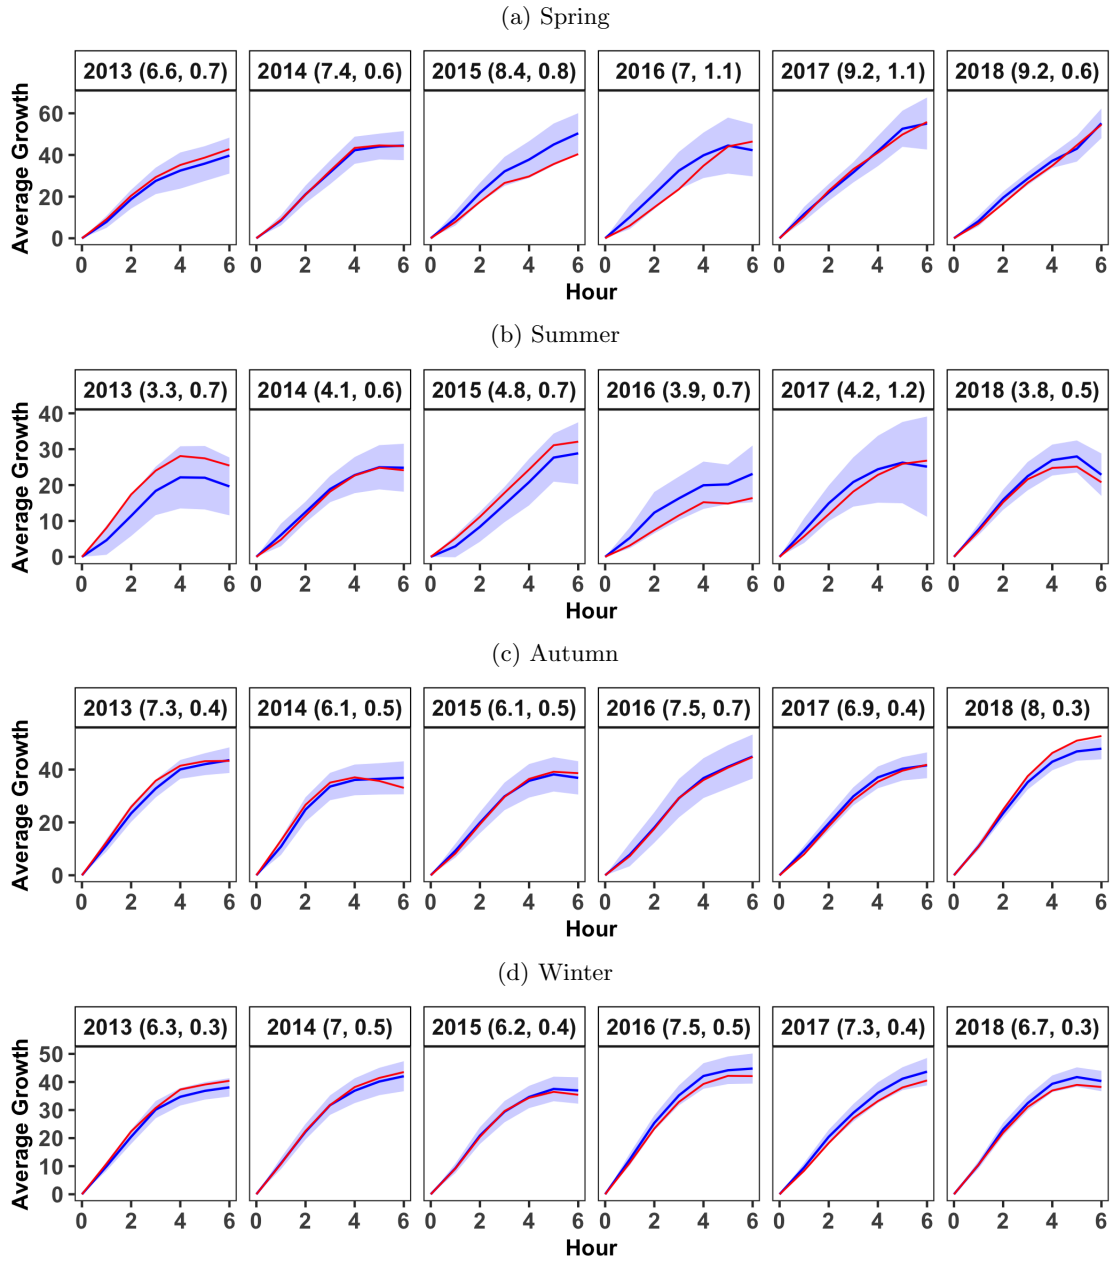 (a) Spring
2013 (6.6, 0.7) 2014 (7.4, 0.6) 2015 (8.4, 0.8) 2016 (7, 1.1) 2017 (9.2, 1.1) 2018 (9.2, 0.6)
Average Growth
60
40
20
0
0 2 4 6 0 2 4 6 0 2 4 6 0 2 4 6 0 2 4 6 0 2 4 6
Hour
(b) Summer
2013 (3.3, 0.7) 2014 (4.1, 0.6) 2015 (4.8, 0.7) 2016 (3.9, 0.7) 2017 (4.2, 1.2) 2018 (3.8, 0.5)
Average Growth
40
30
20
10
0
0 2 4 6 0 2 4 6 0 2 4 6 0 2 4 6 0 2 4 6 0 2 4 6
Hour
(c) Autumn
2013 (7.3, 0.4) 2014 (6.1, 0.5) 2015 (6.1, 0.5) 2016 (7.5, 0.7) 2017 (6.9, 0.4) 2018 (8, 0.3)
Average Growth
40
20
0
0 2 4 6 0 2 4 6 0 2 4 6 0 2 4 6 0 2 4 6 0 2 4 6
Hour
(d) Winter
2013 (6.3, 0.3) 2014 (7, 0.5) 2015 (6.2, 0.4) 2016 (7.5, 0.5) 2017 (7.3, 0.4) 2018 (6.7, 0.3)
Average Growth
50
40
30
20
10
0
0 2 4 6 0 2 4 6 0 2 4 6 0 2 4 6 0 2 4 6 0 2 4 6
Hour